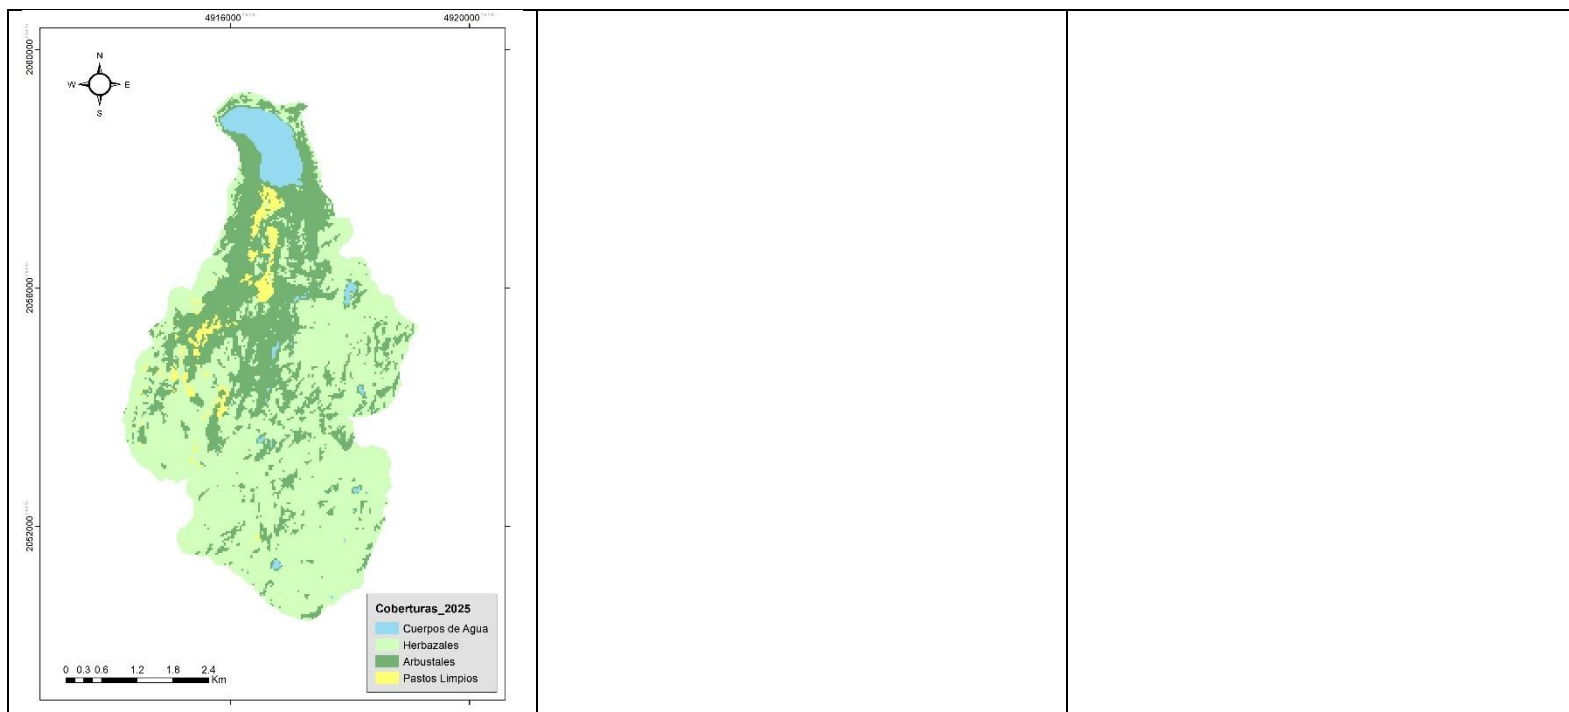 4916000 4920000
2060000
N
W E
S
2056000
2052000
Coberturas_2025
Cuerpos de Agua
Herbazales
Arbustales
Pastos Limpios
0 0.3 0.6 1.2 1.8 2.4
Km